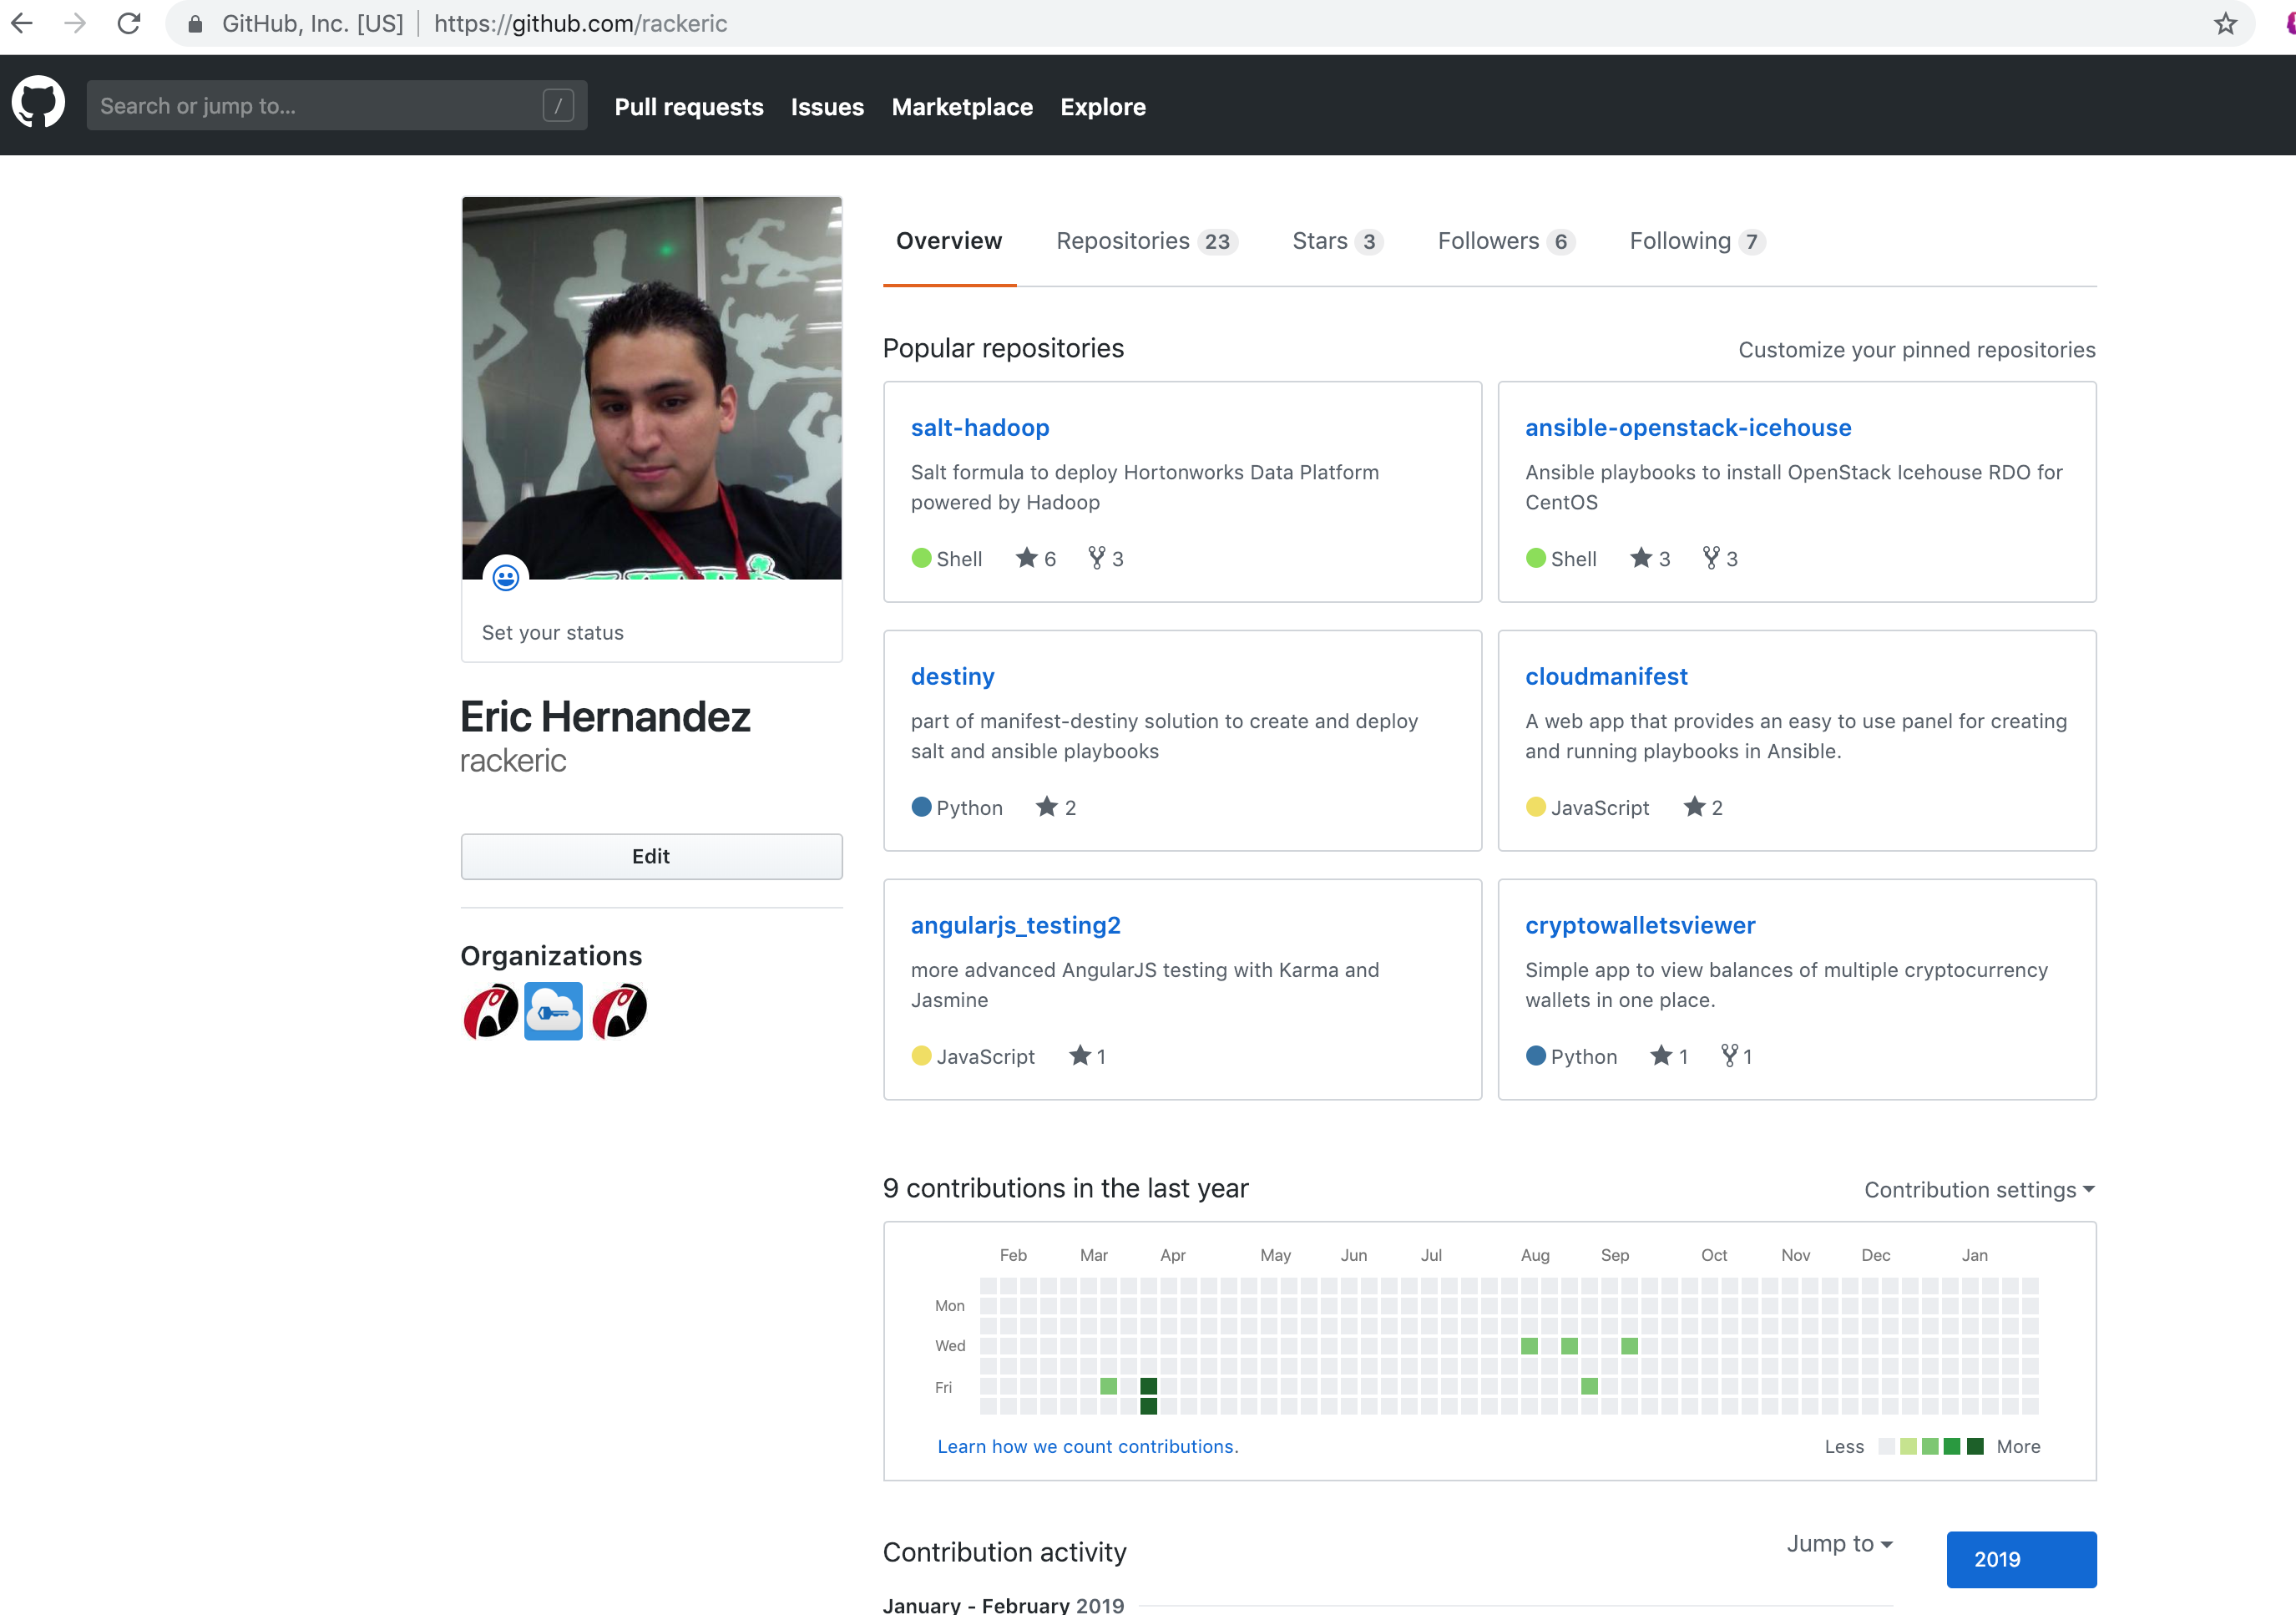 GitHub, Inc. [US] | https://github.com/rackeric
Search or jump to... /
Pull requests Issues Marketplace Explore
Overview Repositories 23 Stars 3 Followers 6 Following 7
Set your status
Eric Hernandez
rackeric
Edit
Organizations
Popular repositories
Customize your pinned repositories
salt-hadoop
Salt formula to deploy Hortonworks Data Platform
powered by Hadoop
Shell 6 3
ansible-openstack-icehouse
Ansible playbooks to install OpenStack Icehouse RDO for
CentOS
Shell 3 3
destiny
part of manifest-destiny solution to create and deploy
salt and ansible playbooks
Python 2
cloudmanifest
A web app that provides an easy to use panel for creating
and running playbooks in Ansible.
JavaScript 2
angularjs_testing2
more advanced AngularJS testing with Karma and
Jasmine
JavaScript 1
cryptowalletsviewer
Simple app to view balances of multiple cryptocurrency
wallets in one place.
Python 1 1
9 contributions in the last year
Contribution settings
Feb Mar Apr May Jun Jul Aug Sep Oct Nov Dec Jan
Mon
Wed
Fri
Learn how we count contributions.
Less More
Contribution activity
Jump to
2019
January - February 2019